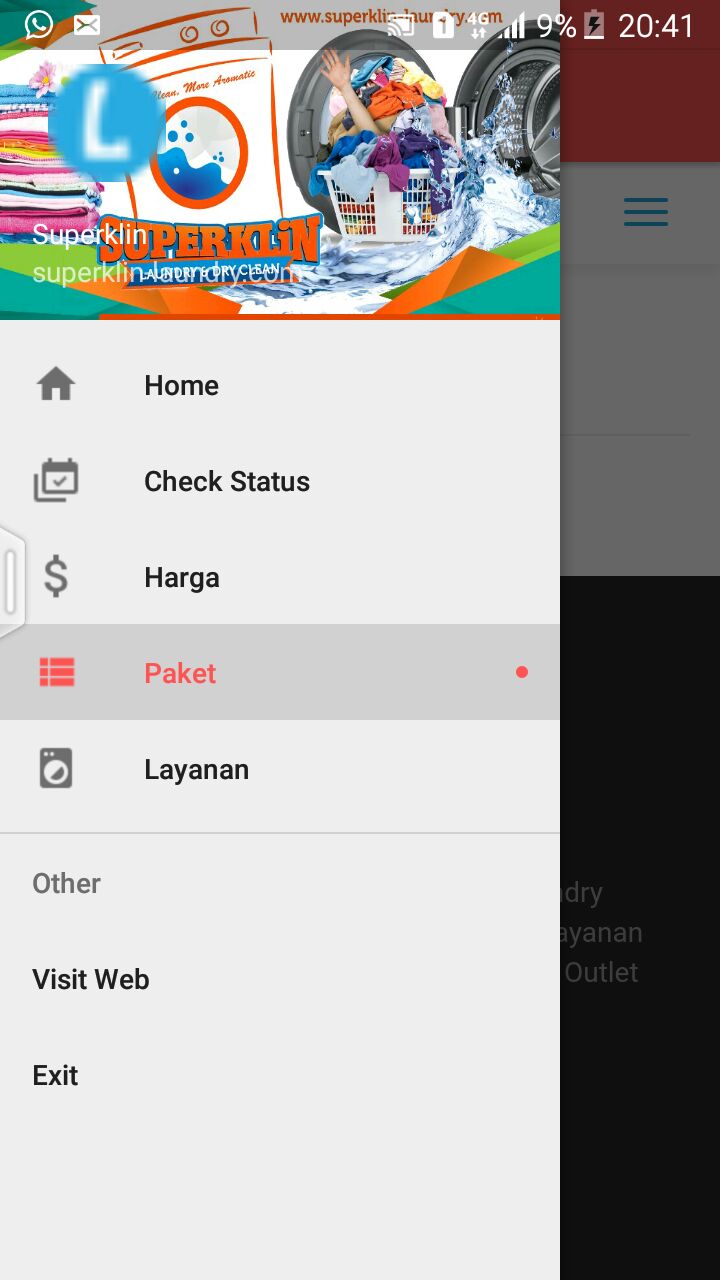 www.superklin-laundry.com
1 4G 9% 20:41
Clean, More Aromatic
L
SUPERKLiN
LAUNDRY & DRY CLEAN
Superklin
superklin-laundry.com
Home
Check Status
Harga
Paket
Layanan
Other
Visit Web
Exit
ndry
ayanan
Outlet